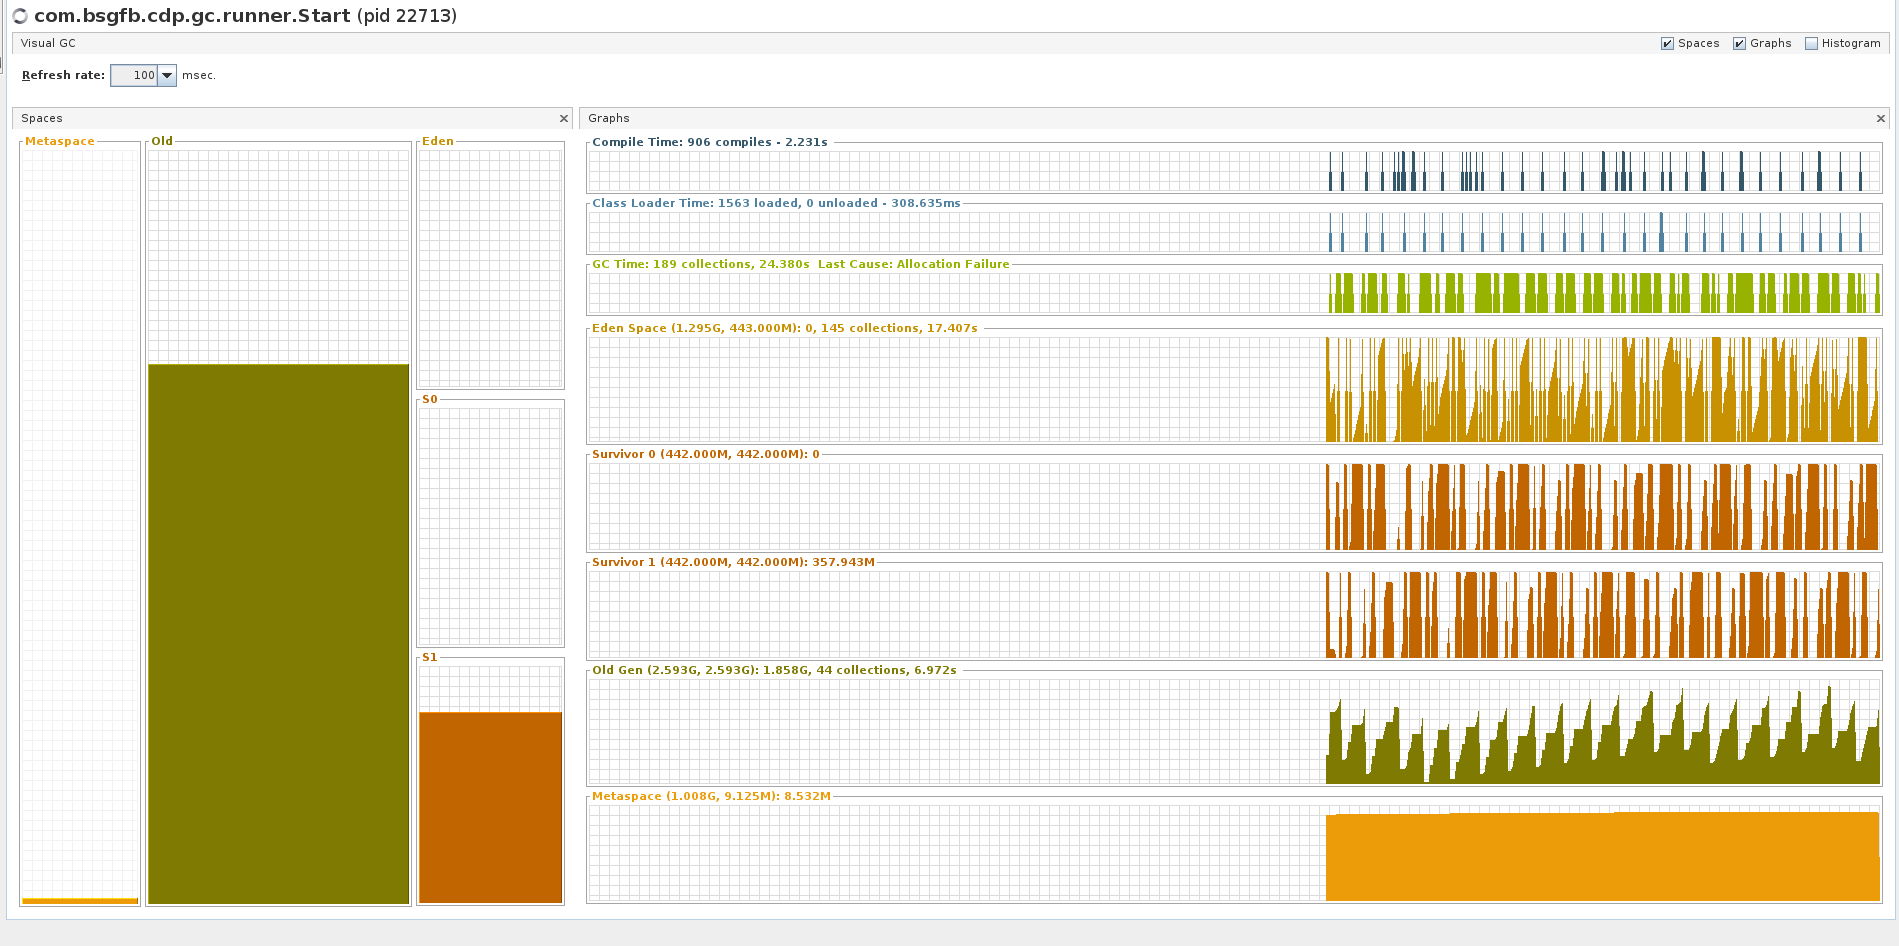 com.bsgfb.cdp.gc.runner.Start (pid 22713)
Visual GC
Spaces
Graphs
Histogram
Refresh rate: 100 msec.
Spaces
Graphs
Metaspace
Old
Eden
S0
S1
Compile Time: 906 compiles - 2.231s
Class Loader Time: 1563 loaded, 0 unloaded - 308.635ms
GC Time: 189 collections, 24.380s Last Cause: Allocation Failure
Eden Space (1.295G, 443.000M): 0, 145 collections, 17.407s
Survivor 0 (442.000M, 442.000M): 0
Survivor 1 (442.000M, 442.000M): 357.943M
Old Gen (2.593G, 2.593G): 1.858G, 44 collections, 6.972s
Metaspace (1.008G, 9.125M): 8.532M